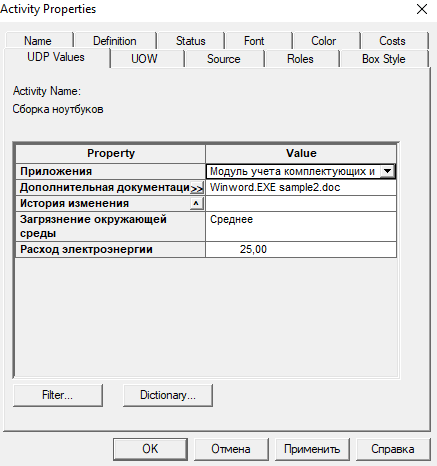 Activity Properties
Name Definition Status Font Color Costs
UDP Values UOW Source Roles Box Style
Activity Name:
Сборка ноутбуков
Property Value
Приложения Модуль учета комплектующих и
Дополнительная документаци >> Winword.EXE sample2.doc
История изменения ^
Загрязнение окружающей Среднее
среды
Расход электроэнергии 25,00
Filter... Dictionary...
OK Отмена Применить Справка